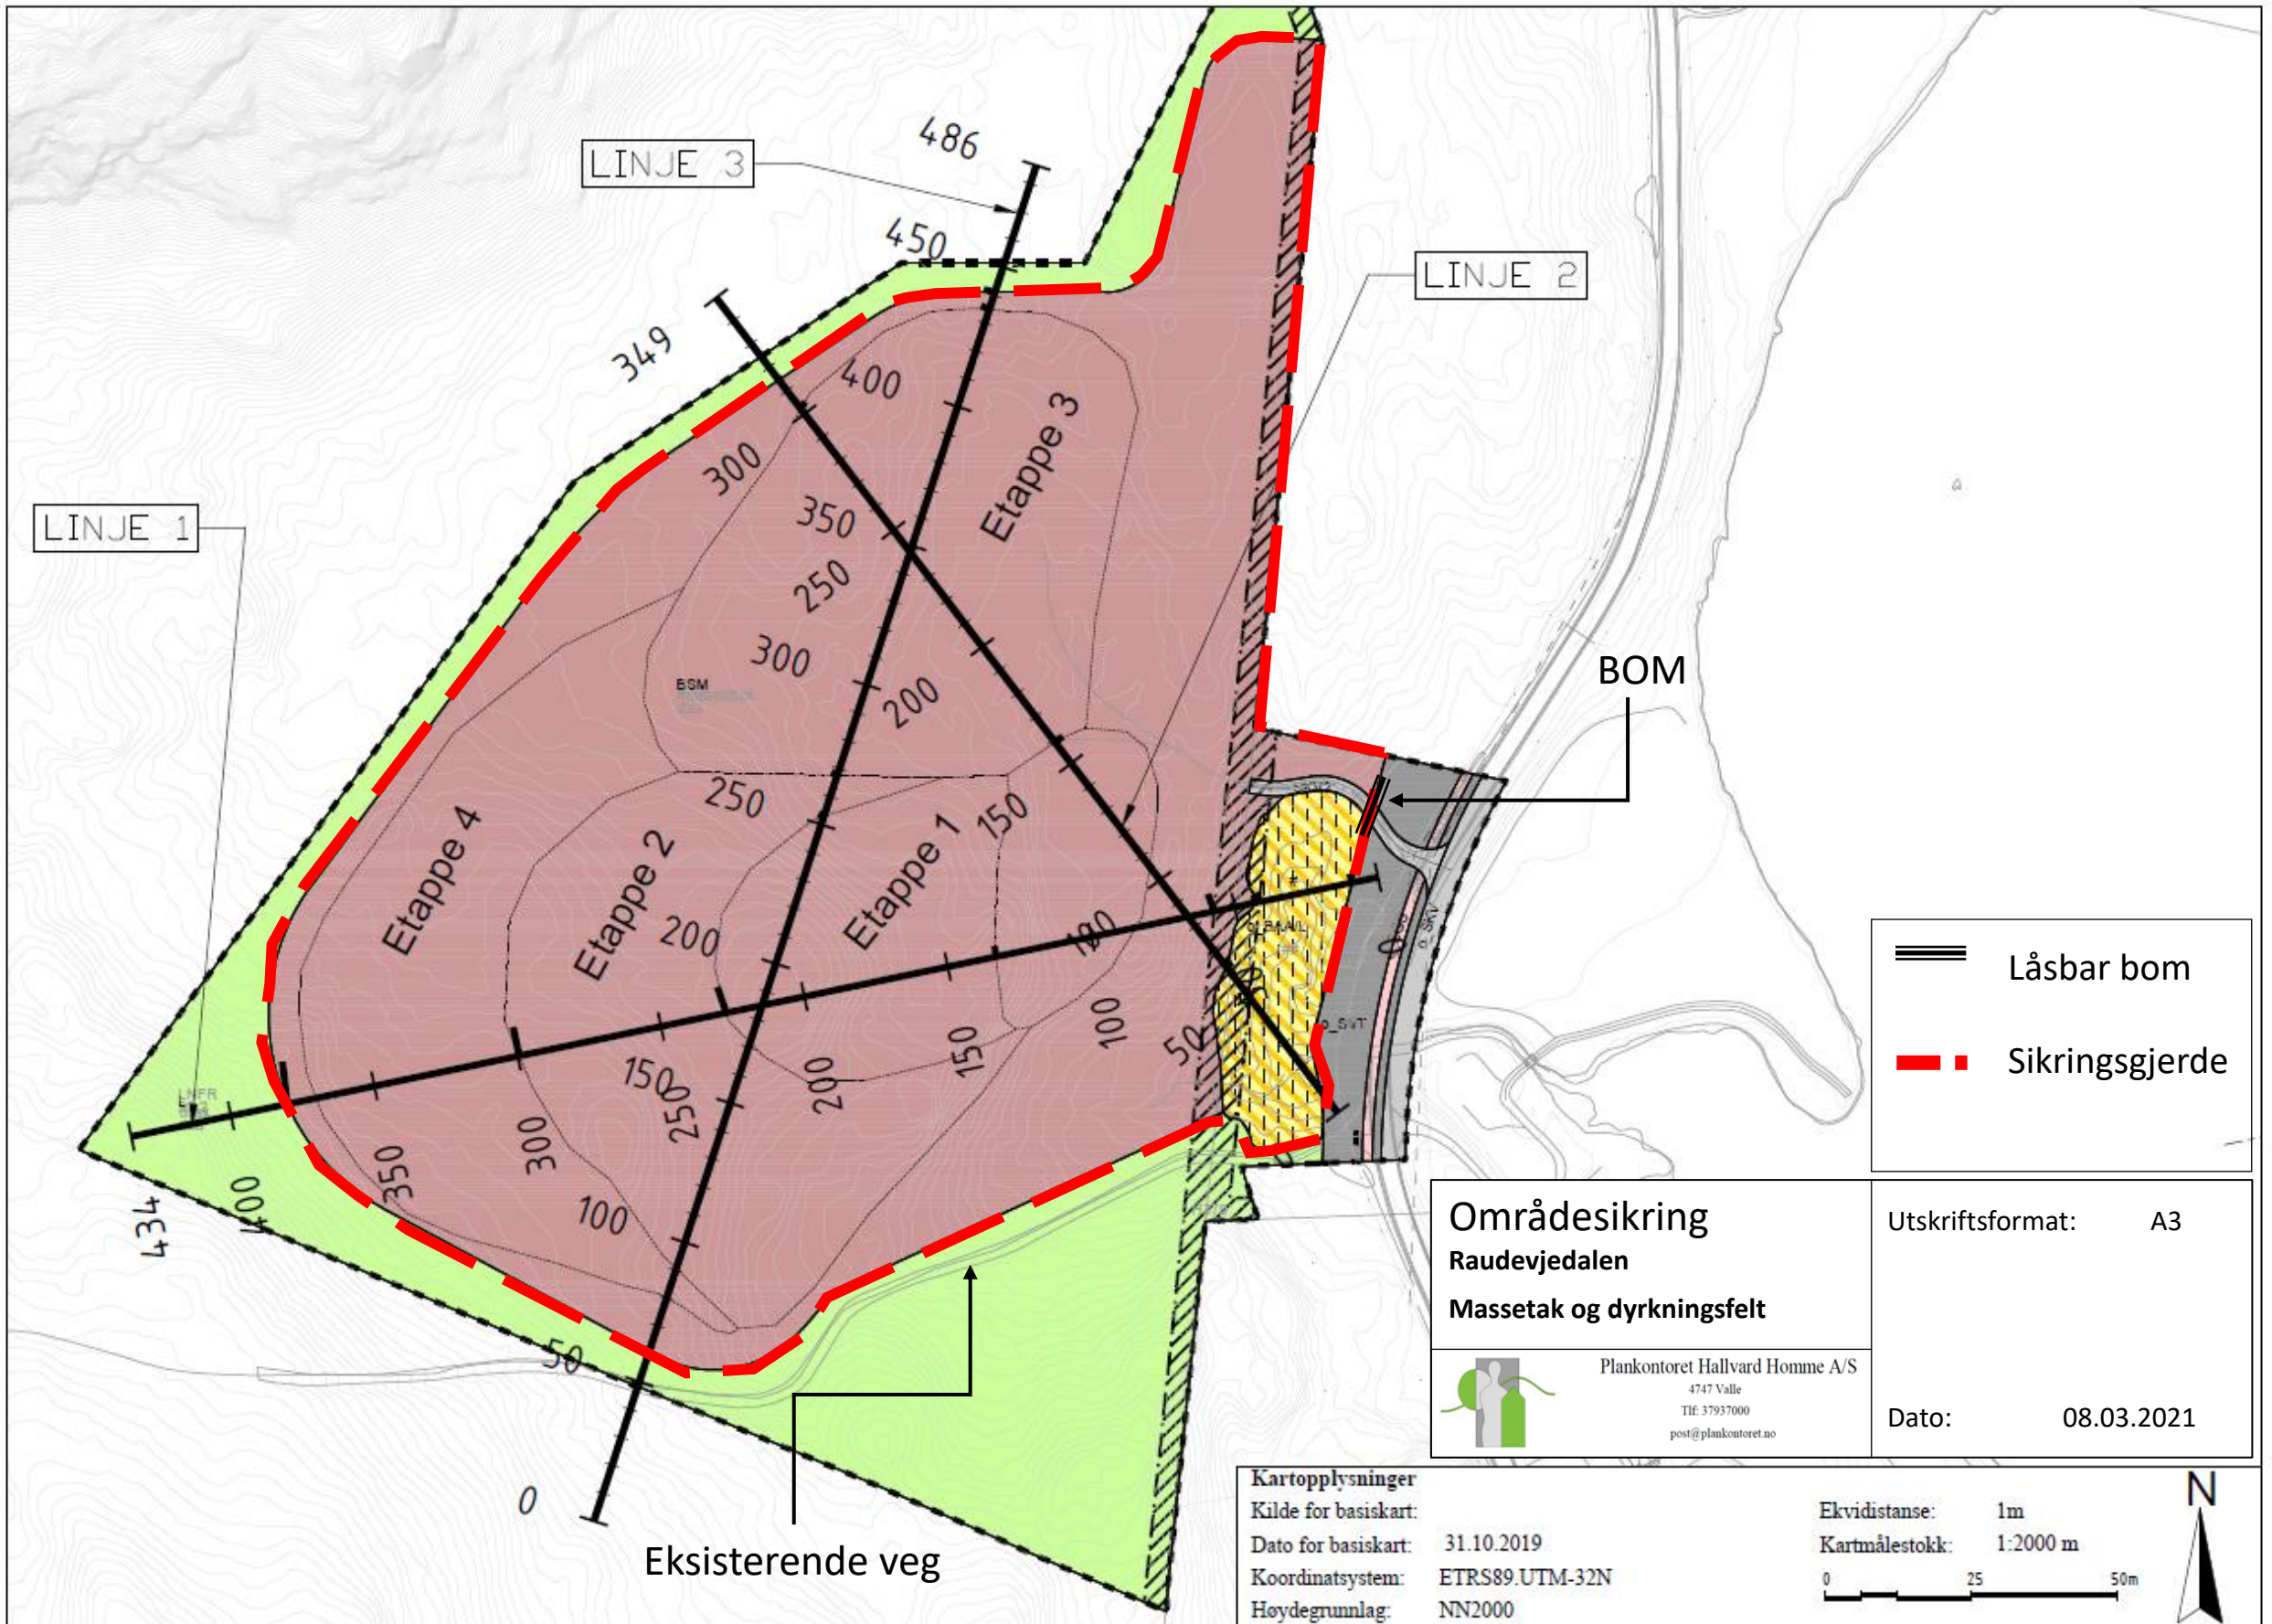 486
LINJE 3
450
LINJE 2
349
400
300
Etappe 3
350
LINJE 1
250
300
BOM
BSM
200
250
150
Etappe 4
Etappe 2
Etappe 1
200
o_SKV
Låsbar bom
o_SVT
100
50
150
150
200
250
Sikringsgjerde
LNFR
300
350
400
434
100
Områdesikring
Raudevjedalen
Massetak og dyrkningsfelt
Utskriftsformat: A3
50
Plankontoret Hallvard Homme A/S
4747 Valle
Tlf: 37937000
post@plankontoret.no
Dato: 08.03.2021
0
Eksisterende veg
Kartopplysninger
Kilde for basiskart:
Dato for basiskart: 31.10.2019
Koordinatsystem: ETRS89.UTM-32N
Høydegrunnlag: NN2000
Ekvidistanse: 1m
Kartmålestokk: 1:2000 m
0 25 50m
N